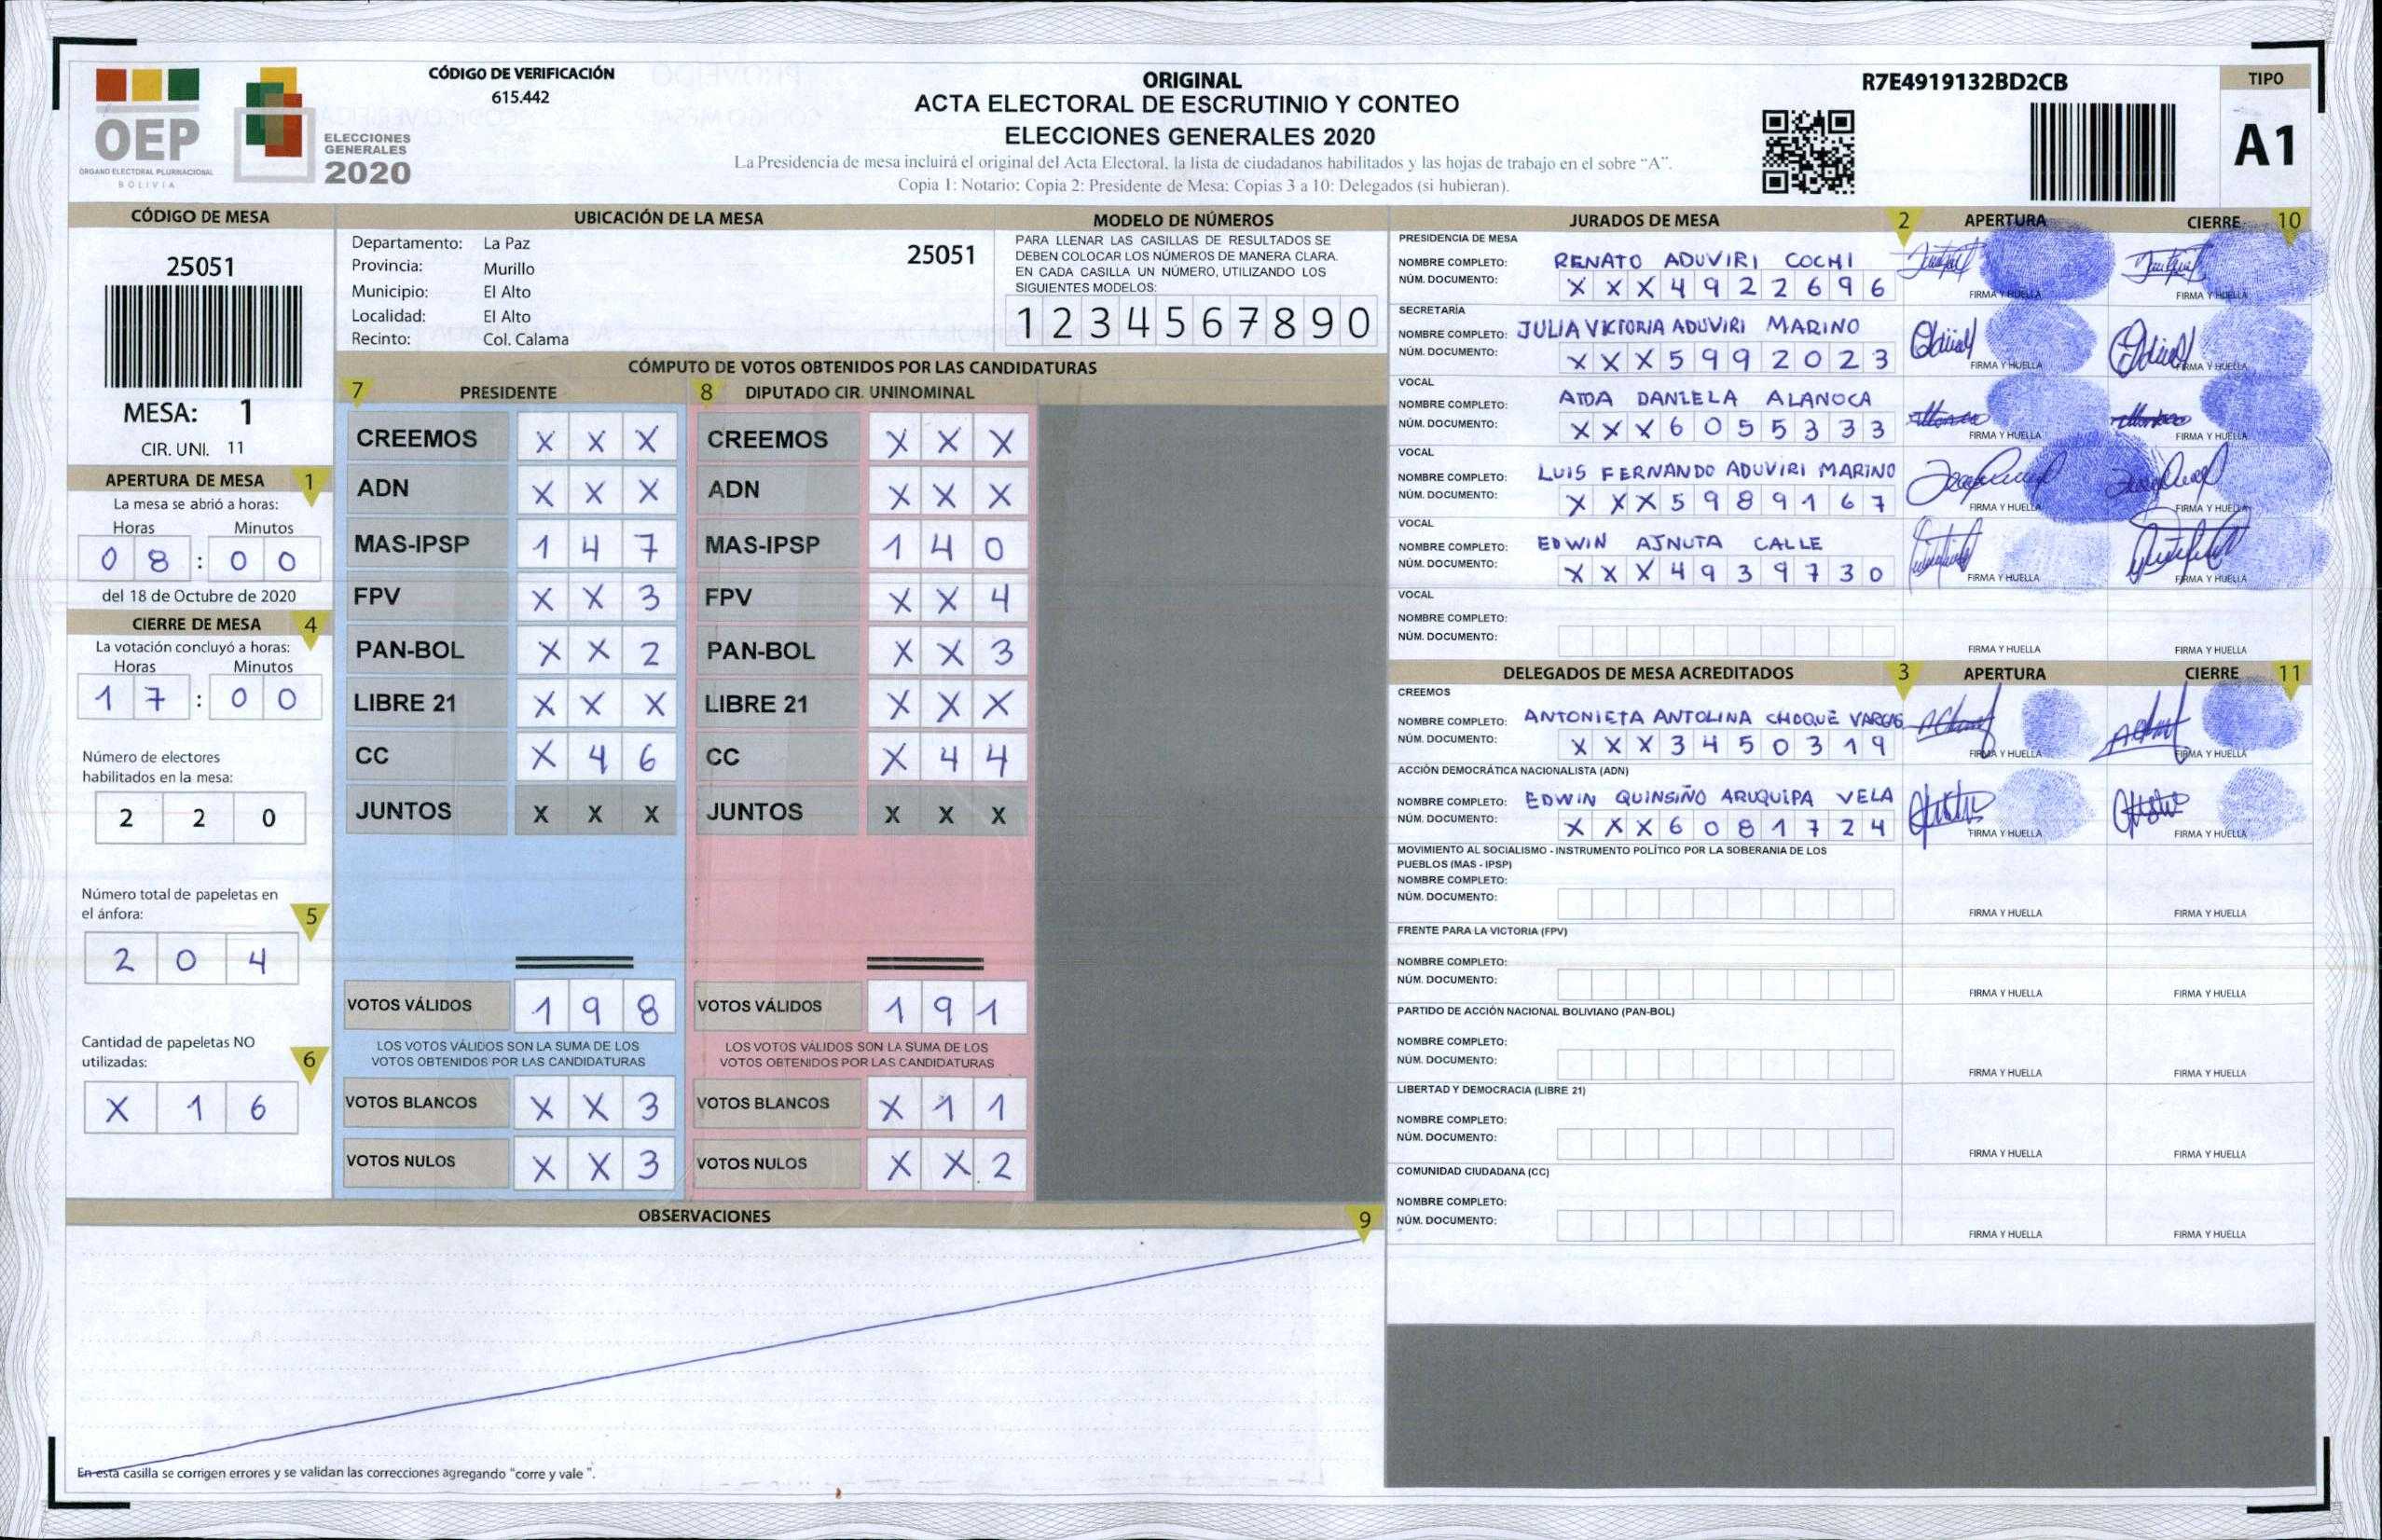 CÓDIGO DE VERIFICACIÓN
615.442
OEP
ÓRGANO ELECTORAL PLURINACIONAL
BOLIVIA
ELECCIONES
GENERALES
2020
ORIGINAL
ACTA ELECTORAL DE ESCRUTINIO Y CONTEO
ELECCIONES GENERALES 2020
La Presidencia de mesa incluirá el original del Acta Electoral, la lista de ciudadanos habilitados y las hojas de trabajo en el sobre "A".
Copia 1: Notario; Copia 2: Presidente de Mesa; Copias 3 a 10: Delegados (si hubieran).
R7E4919132BD2CB
TIPO
A1
CÓDIGO DE MESA
25051
MESA: 1
CIR. UNI. 11
APERTURA DE MESA 1
La mesa se abrió a horas:
Horas Minutos
0 8 : 0 0
del 18 de Octubre de 2020
CIERRE DE MESA 4
La votación concluyó a horas:
Horas Minutos
1 7 : 0 0
Número de electores
habilitados en la mesa:
2 2 0
Número total de papeletas en
el ánfora: 5
2 0 4
Cantidad de papeletas NO
utilizadas: 6
X 1 6
UBICACIÓN DE LA MESA
Departamento: La Paz 25051
Provincia: Murillo
Municipio: El Alto
Localidad: El Alto
Recinto: Col. Calama
MODELO DE NÚMEROS
PARA LLENAR LAS CASILLAS DE RESULTADOS SE
DEBEN COLOCAR LOS NÚMEROS DE MANERA CLARA.
EN CADA CASILLA UN NÚMERO, UTILIZANDO LOS
SIGUIENTES MODELOS:
1 2 3 4 5 6 7 8 9 0
CÓMPUTO DE VOTOS OBTENIDOS POR LAS CANDIDATURAS
7 PRESIDENTE 8 DIPUTADO CIR. UNINOMINAL
CREEMOS X X X CREEMOS X X X
ADN X X X ADN X X X
MAS-IPSP 1 4 7 MAS-IPSP 1 4 0
FPV X X 3 FPV X X 4
PAN-BOL X X 2 PAN-BOL X X 3
LIBRE 21 X X X LIBRE 21 X X X
CC X 4 6 CC X 4 4
JUNTOS X X X JUNTOS X X X
VOTOS VÁLIDOS 1 9 8 VOTOS VÁLIDOS 1 9 1
LOS VOTOS VÁLIDOS SON LA SUMA DE LOS LOS VOTOS VÁLIDOS SON LA SUMA DE LOS
VOTOS OBTENIDOS POR LAS CANDIDATURAS VOTOS OBTENIDOS POR LAS CANDIDATURAS
VOTOS BLANCOS X X 3 VOTOS BLANCOS X 1 1
VOTOS NULOS X X 3 VOTOS NULOS X X 2
OBSERVACIONES 9
En esta casilla se corrigen errores y se validan las correcciones agregando "corre y vale ".
JURADOS DE MESA 2 APERTURA CIERRE 10
PRESIDENCIA DE MESA
NOMBRE COMPLETO: RENATO ADUVIRI COCHI
NÚM. DOCUMENTO: X X X 4 9 2 2 6 9 6
FIRMA Y HUELLA FIRMA Y HUELLA
SECRETARÍA
NOMBRE COMPLETO: JULIA VICTORIA ADUVIRI MARINO
NÚM. DOCUMENTO: X X X 5 9 9 2 0 2 3
FIRMA Y HUELLA FIRMA Y HUELLA
VOCAL
NOMBRE COMPLETO: AIDA DANIELA ALANOCA
NÚM. DOCUMENTO: X X X 6 0 5 5 3 3 3
FIRMA Y HUELLA FIRMA Y HUELLA
VOCAL
NOMBRE COMPLETO: LUIS FERNANDO ADUVIRI MARINO
NÚM. DOCUMENTO: X X X 5 9 8 9 1 6 7
FIRMA Y HUELLA FIRMA Y HUELLA
VOCAL
NOMBRE COMPLETO: EDWIN AJNUTA CALLE
NÚM. DOCUMENTO: X X X 4 9 3 9 7 3 0
FIRMA Y HUELLA FIRMA Y HUELLA
VOCAL
NOMBRE COMPLETO:
NÚM. DOCUMENTO:
FIRMA Y HUELLA FIRMA Y HUELLA
DELEGADOS DE MESA ACREDITADOS 3 APERTURA CIERRE 11
CREEMOS
NOMBRE COMPLETO: ANTONIETA ANTOLINA CHOQUE VARGAS
NÚM. DOCUMENTO: X X X 3 4 5 0 3 1 9
FIRMA Y HUELLA FIRMA Y HUELLA
ACCIÓN DEMOCRÁTICA NACIONALISTA (ADN)
NOMBRE COMPLETO: EDWIN QUINSIÑO ARUQUIPA VELA
NÚM. DOCUMENTO: X X X 6 0 8 1 7 2 4
FIRMA Y HUELLA FIRMA Y HUELLA
MOVIMIENTO AL SOCIALISMO - INSTRUMENTO POLÍTICO POR LA SOBERANIA DE LOS
PUEBLOS (MAS - IPSP)
NOMBRE COMPLETO:
NÚM. DOCUMENTO:
FIRMA Y HUELLA FIRMA Y HUELLA
FRENTE PARA LA VICTORIA (FPV)
NOMBRE COMPLETO:
NÚM. DOCUMENTO:
FIRMA Y HUELLA FIRMA Y HUELLA
PARTIDO DE ACCIÓN NACIONAL BOLIVIANO (PAN-BOL)
NOMBRE COMPLETO:
NÚM. DOCUMENTO:
FIRMA Y HUELLA FIRMA Y HUELLA
LIBERTAD Y DEMOCRACIA (LIBRE 21)
NOMBRE COMPLETO:
NÚM. DOCUMENTO:
FIRMA Y HUELLA FIRMA Y HUELLA
COMUNIDAD CIUDADANA (CC)
NOMBRE COMPLETO:
NÚM. DOCUMENTO:
FIRMA Y HUELLA FIRMA Y HUELLA